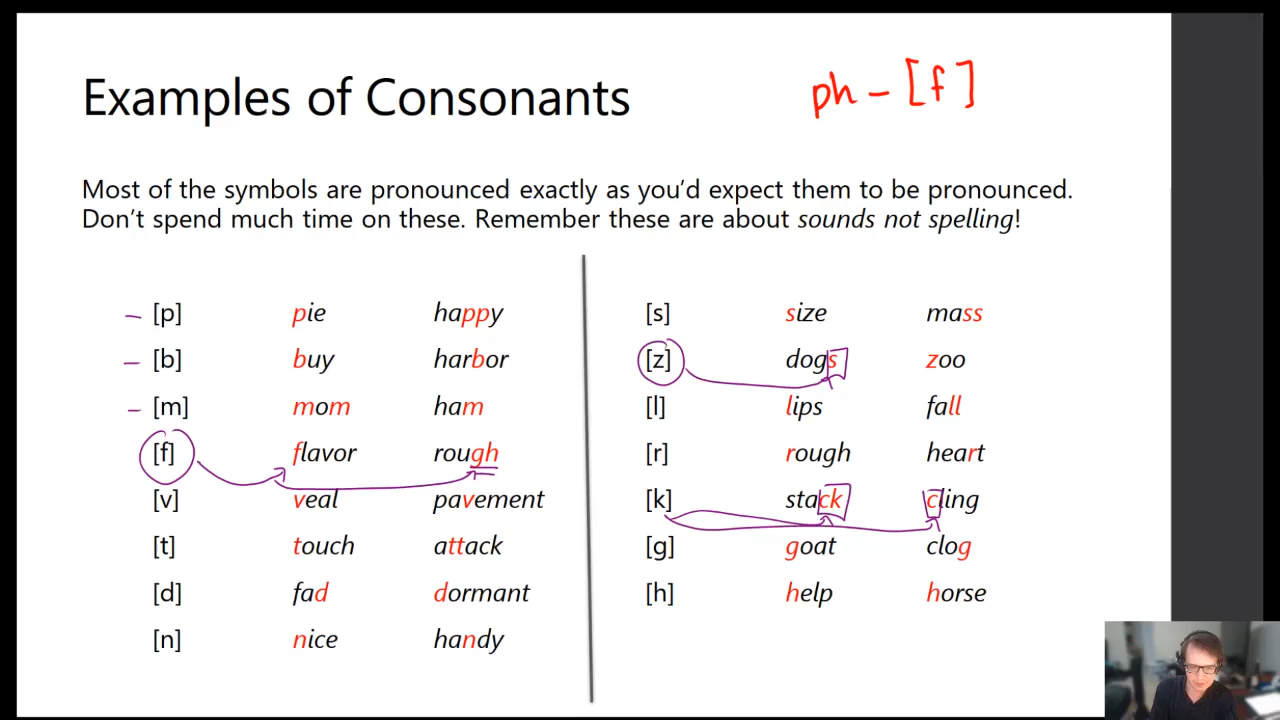 Examples of Consonants
ph - [f]
Most of the symbols are pronounced exactly as you'd expect them to be pronounced.
Don't spend much time on these. Remember these are about sounds not spelling!
[p] pie happy
[b] buy harbor
[m] mom ham
[f] flavor rough
[v] veal pavement
[t] touch attack
[d] fad dormant
[n] nice handy
[s] size mass
[z] dogs zoo
[l] lips fall
[r] rough heart
[k] stack cling
[g] goat clog
[h] help horse